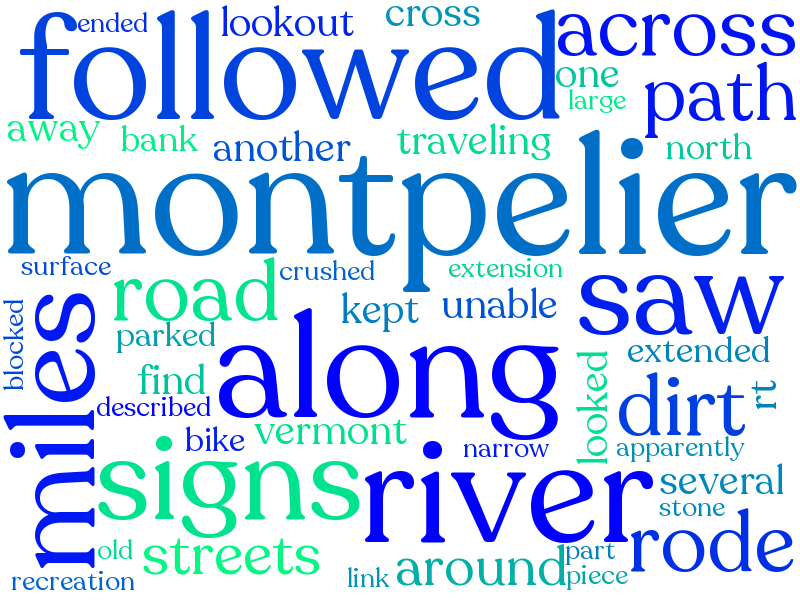 ended
lookout
cross
followed
across
one
large
path
away
bank
another
traveling
north
montpelier
surface
crushed
extension
road
kept
unable
saw
blocked
miles
parked
along
find
described
extended
looked
dirt
rt
bike
vermont
narrow
apparently
signs
river
several
stone
rode
old
streets
around
part
recreation
link
piece